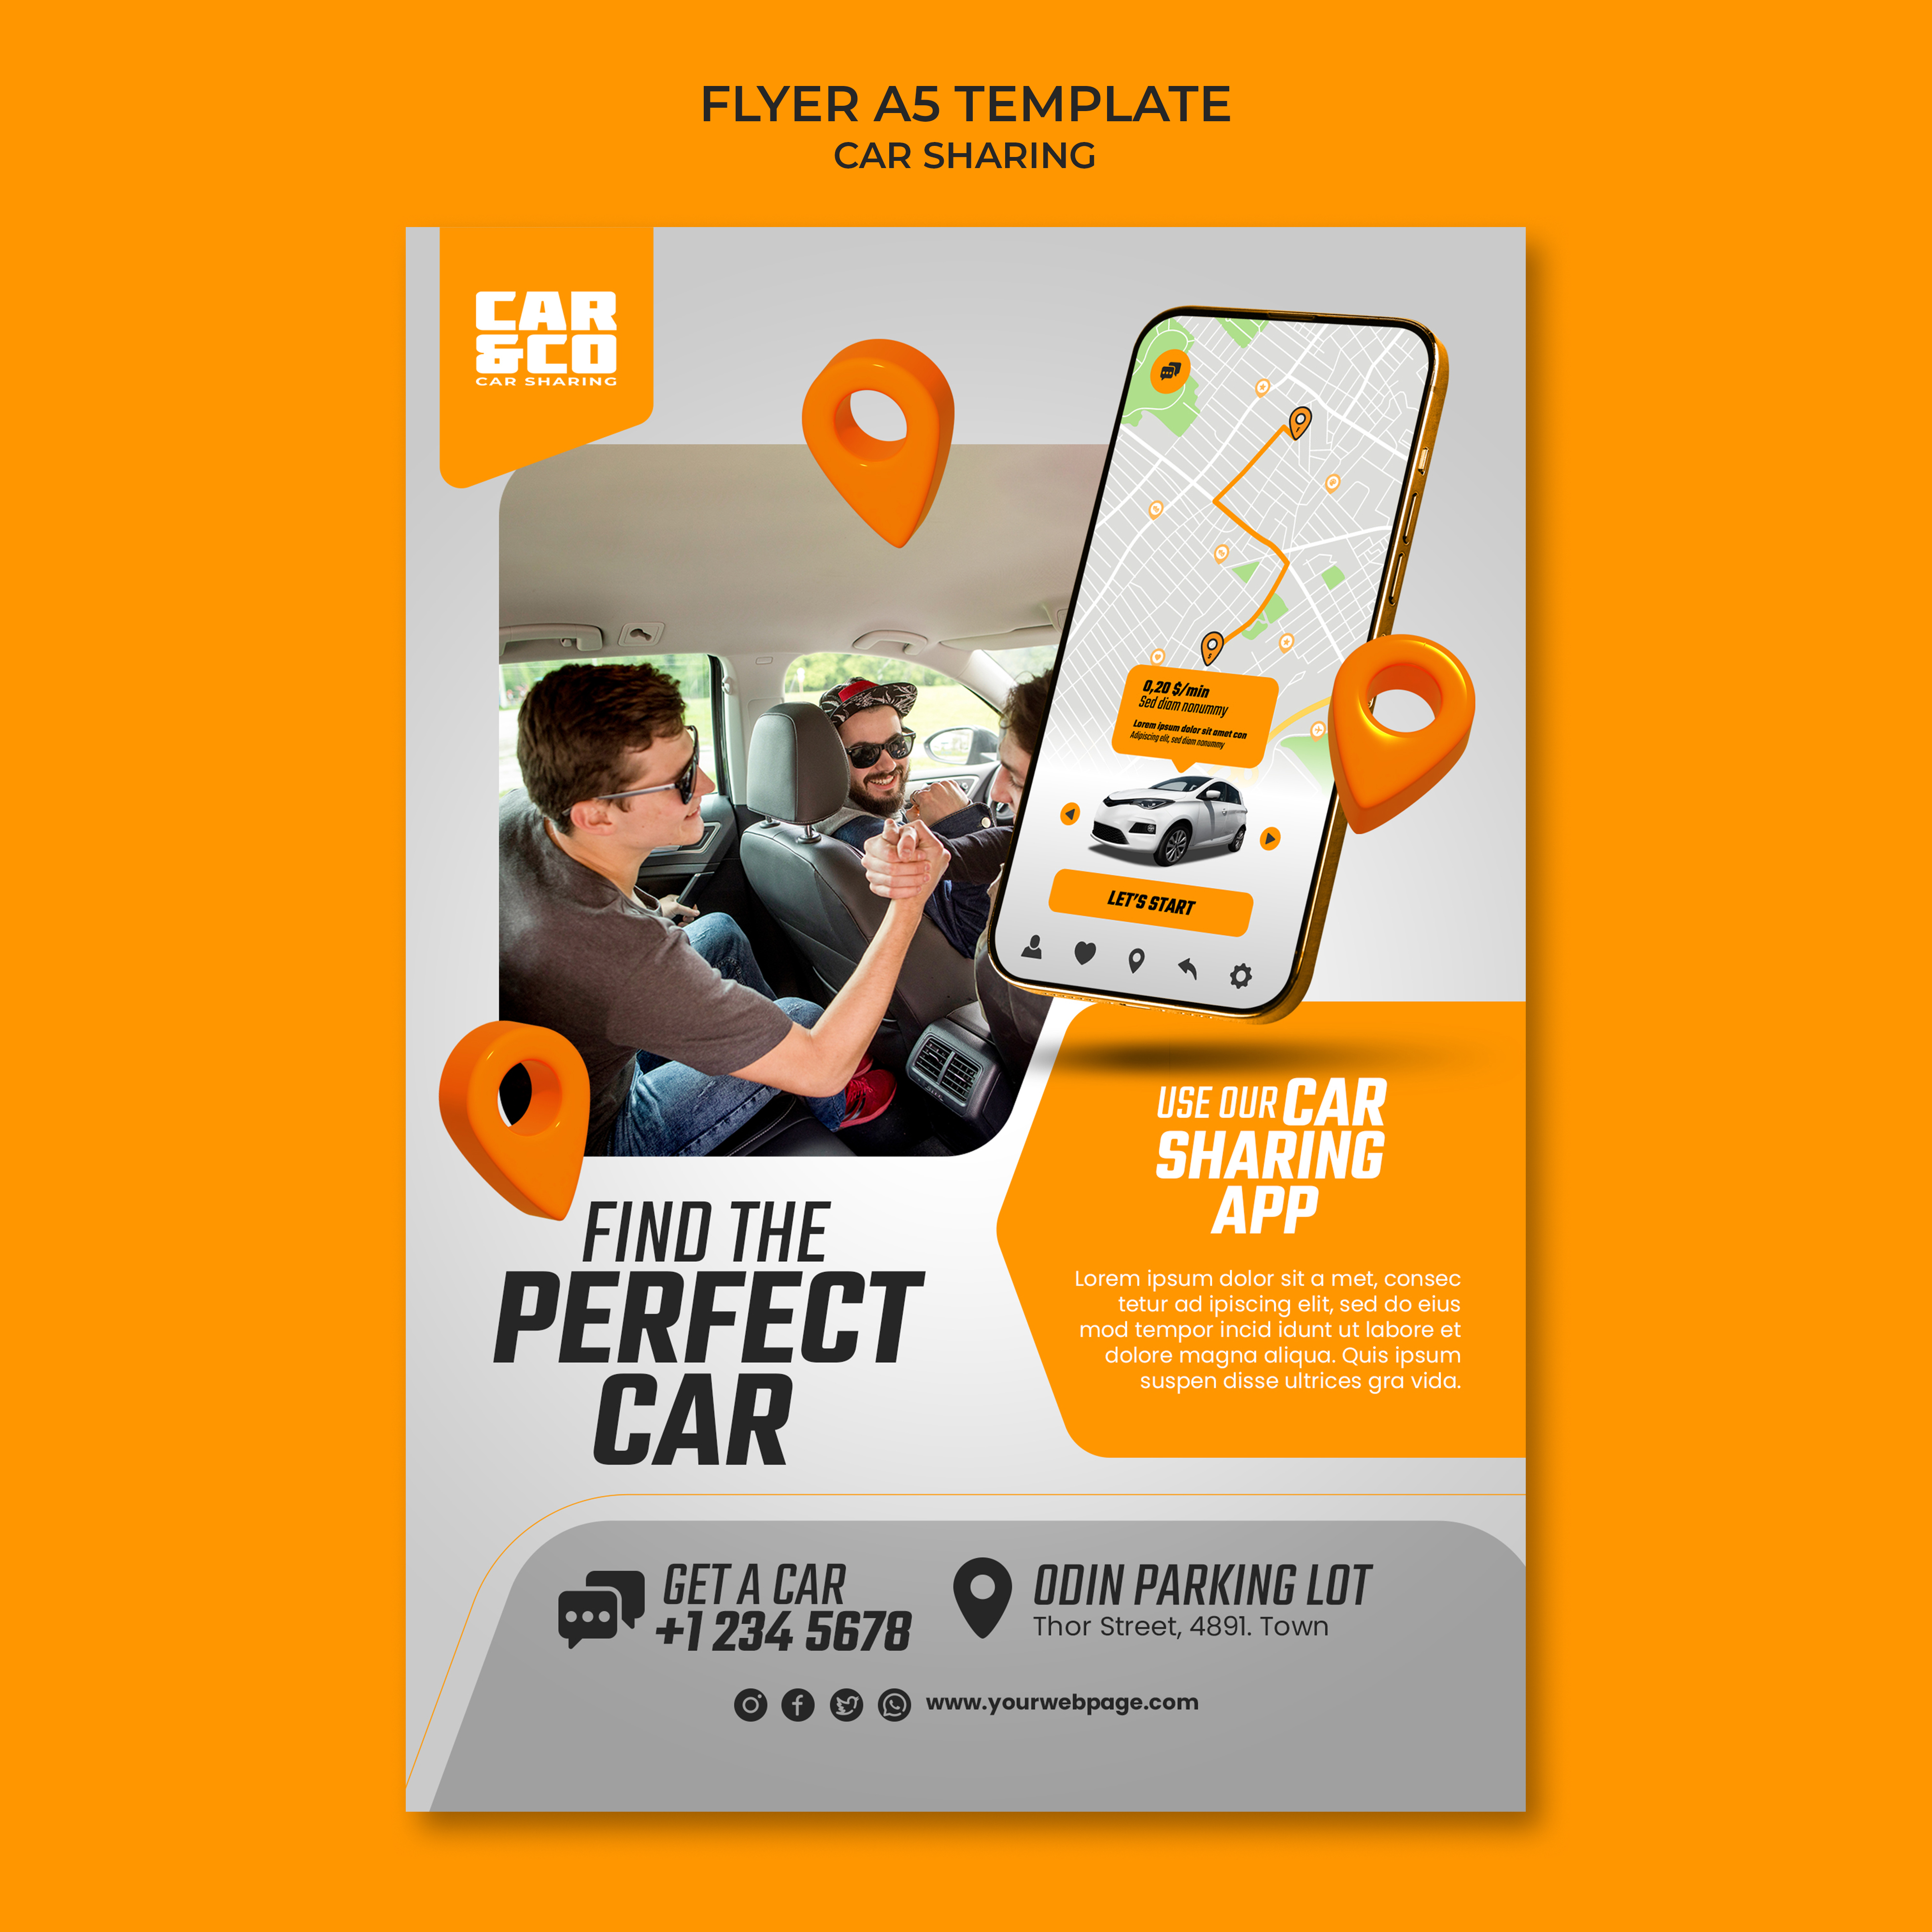 FLYER A5 TEMPLATE
CAR SHARING
CAR
&CO
CAR SHARING
0,20 $/min
Sed diam nonummy
Lorem ipsum dolor sit amet con
Adipiscing elit, sed diam nonummy
LET'S START
USE OUR CAR
SHARING
APP
Lorem ipsum dolor sit a met, consec
tetur ad ipiscing elit, sed do eius
mod tempor incid idunt ut labore et
dolore magna aliqua. Quis ipsum
suspen disse ultrices gra vida.
FIND THE
PERFECT
CAR
GET A CAR
+1 234 5678
ODIN PARKING LOT
Thor Street, 4891. Town
www.yourwebpage.com